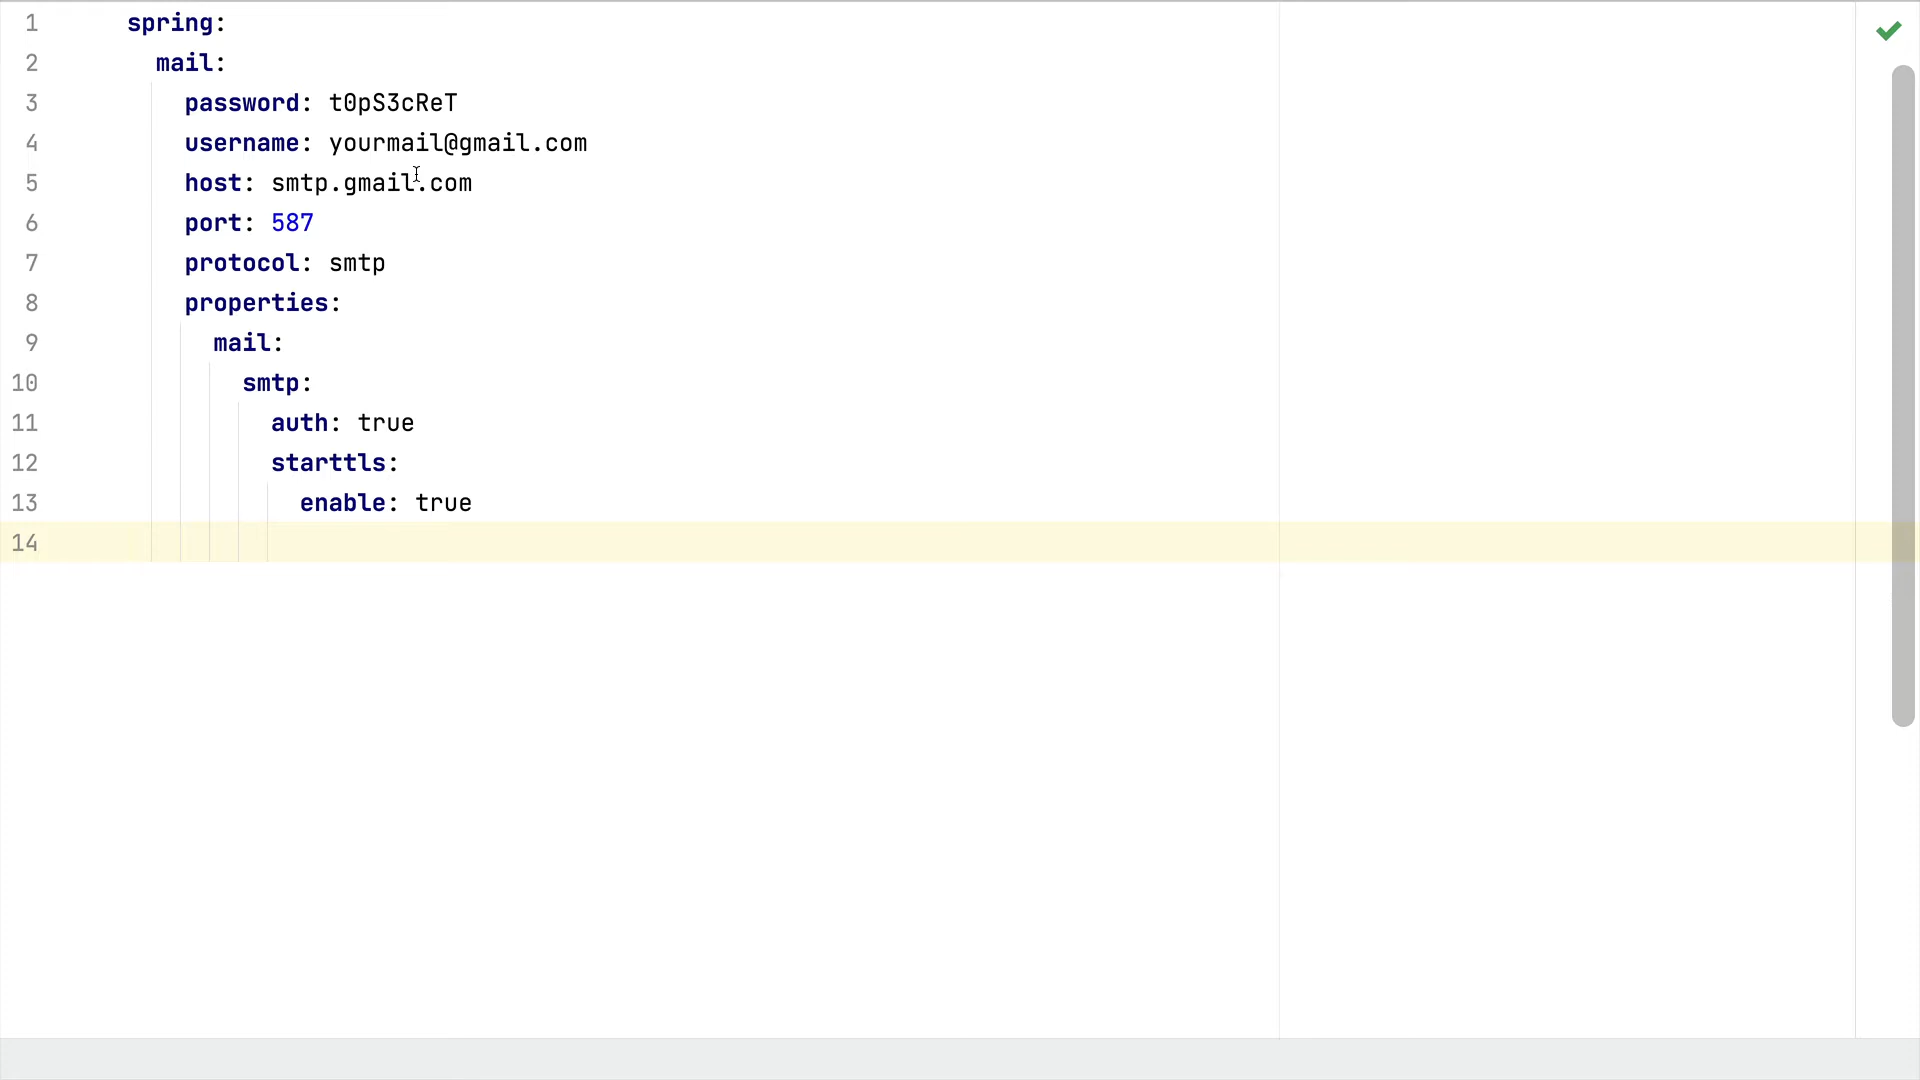 1 spring:
2 mail:
3 password: t0pS3cReT
4 username: yourmail@gmail.com
5 host: smtp.gmail.com
6 port: 587
7 protocol: smtp
8 properties:
9 mail:
10 smtp:
11 auth: true
12 starttls:
13 enable: true
14